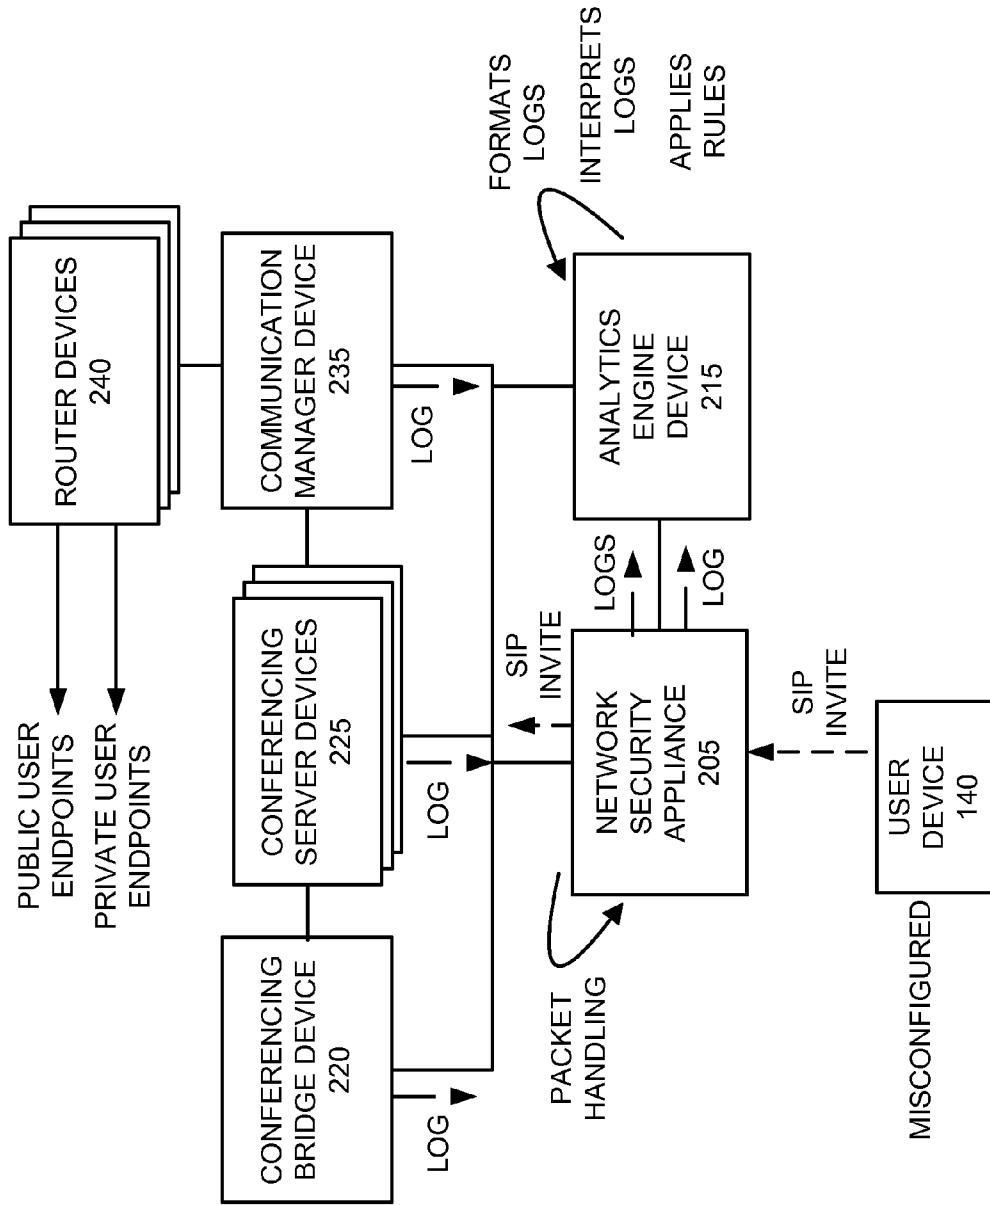 PUBLIC USER
ENDPOINTS
PRIVATE USER
ENDPOINTS
ROUTER DEVICES
240
CONFERENCING
BRIDGE DEVICE
220
CONFERENCING
SERVER DEVICES
225
COMMUNICATION
MANAGER DEVICE
235
LOG
LOG
LOG
SIP
INVITE
PACKET
HANDLING
NETWORK
SECURITY
APPLIANCE
205
LOGS
LOG
ANALYTICS
ENGINE
DEVICE
215
FORMATS
LOGS
INTERPRETS
LOGS
APPLIES
RULES
SIP
INVITE
MISCONFIGURED
USER
DEVICE
140